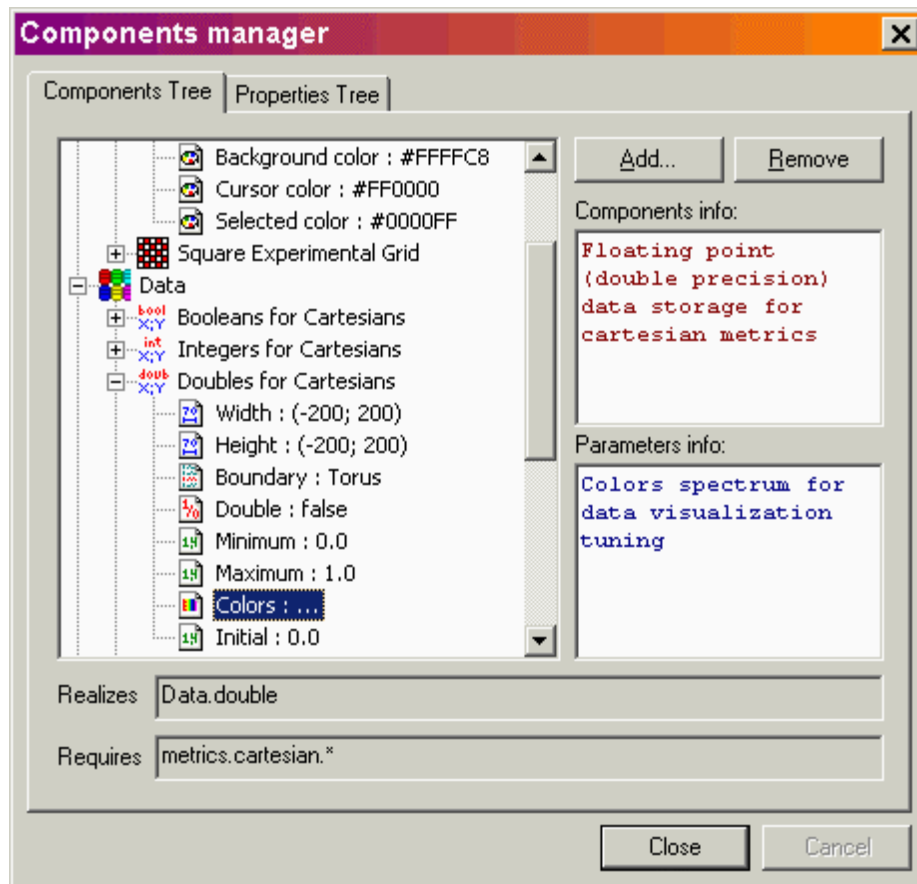 Components manager
Components Tree
Properties Tree
Background color : #FFFFC8
Cursor color : #FF0000
Selected color : #0000FF
Square Experimental Grid
Data
bool X;Y Booleans for Cartesians
int X;Y Integers for Cartesians
doub X;Y Doubles for Cartesians
Width : (-200; 200)
Height : (-200; 200)
Boundary : Torus
Double : false
Minimum : 0.0
Maximum : 1.0
Colors : ...
Initial : 0.0
Add...
Remove
Components info:
Floating point
(double precision)
data storage for
cartesian metrics
Parameters info:
Colors spectrum for
data visualization
tuning
Realizes
Data.double
Requires
metrics.cartesian.*
Close
Cancel